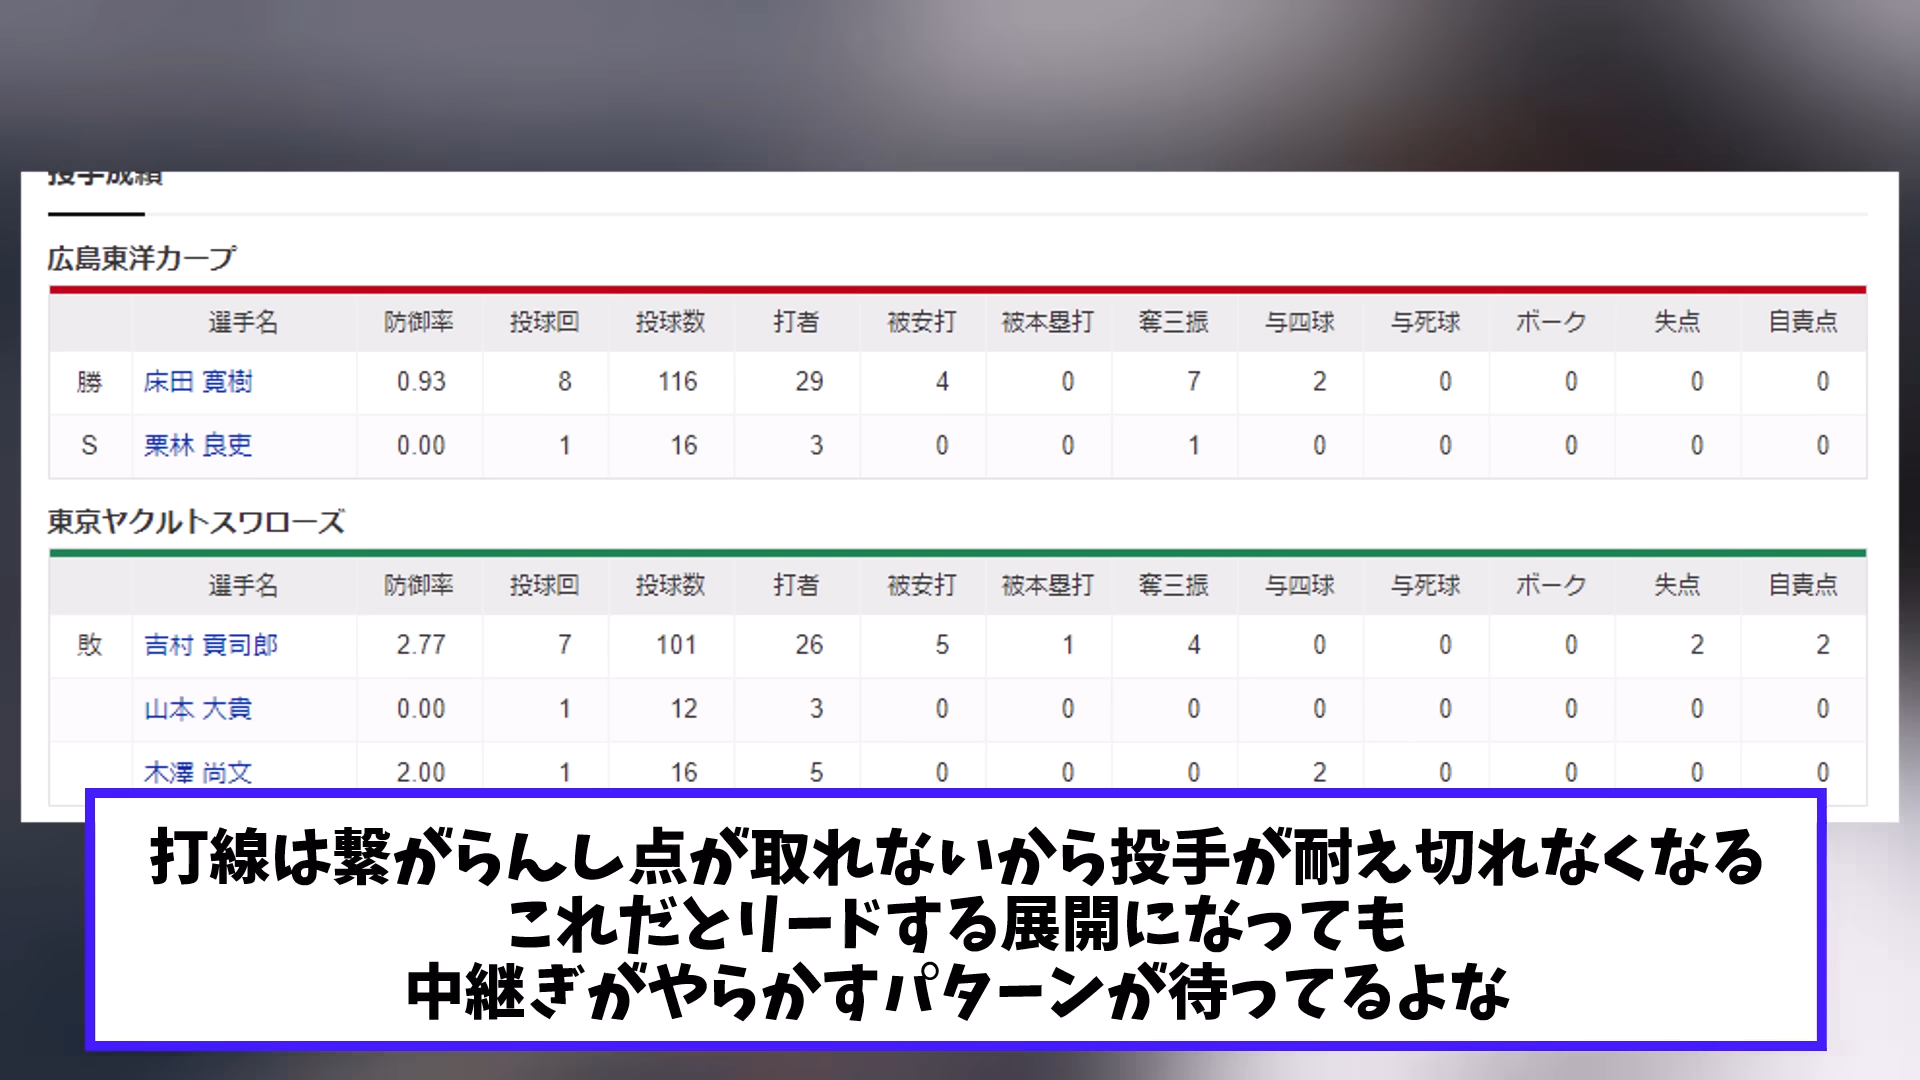 投手成績
広島東洋カープ
選手名 防御率 投球回 投球数 打者 被安打 被本塁打 奪三振 与四球 与死球 ボーク 失点 自責点
勝 床田 寛樹 0.93 8 116 29 4 0 7 2 0 0 0 0
S 栗林 良吏 0.00 1 16 3 0 0 1 0 0 0 0 0
東京ヤクルトスワローズ
選手名 防御率 投球回 投球数 打者 被安打 被本塁打 奪三振 与四球 与死球 ボーク 失点 自責点
敗 吉村 貢司郎 2.77 7 101 26 5 1 4 0 0 0 2 2
山本 大貴 0.00 1 12 3 0 0 0 0 0 0 0 0
木澤 尚文 2.00 1 16 5 0 0 0 2 0 0 0 0
打線は繋がらんし点が取れないから投手が耐え切れなくなる
これだとリードする展開になっても
中継ぎがやらかすパターンが待ってるよな